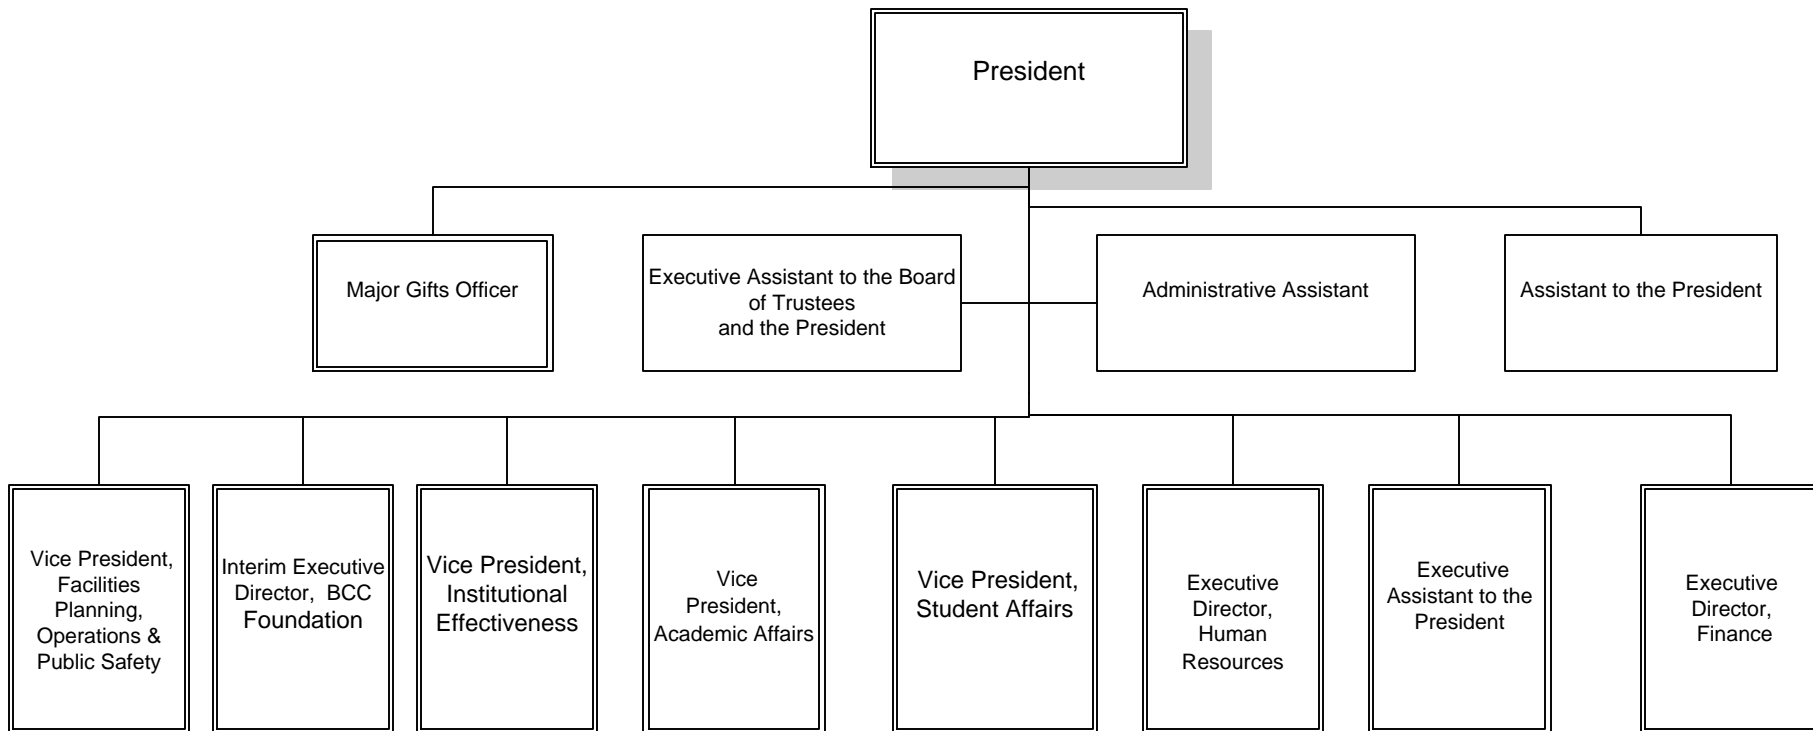 President
Major Gifts Officer
Executive Assistant to the Board
of Trustees
and the President
Administrative Assistant
Assistant to the President
Vice President,
Facilities
Planning,
Operations &
Public Safety
Interim Executive
Director, BCC
Foundation
Vice President,
Institutional
Effectiveness
Vice
President,
Academic Affairs
Vice President,
Student Affairs
Executive
Director,
Human
Resources
Executive
Assistant to the
President
Executive
Director,
Finance